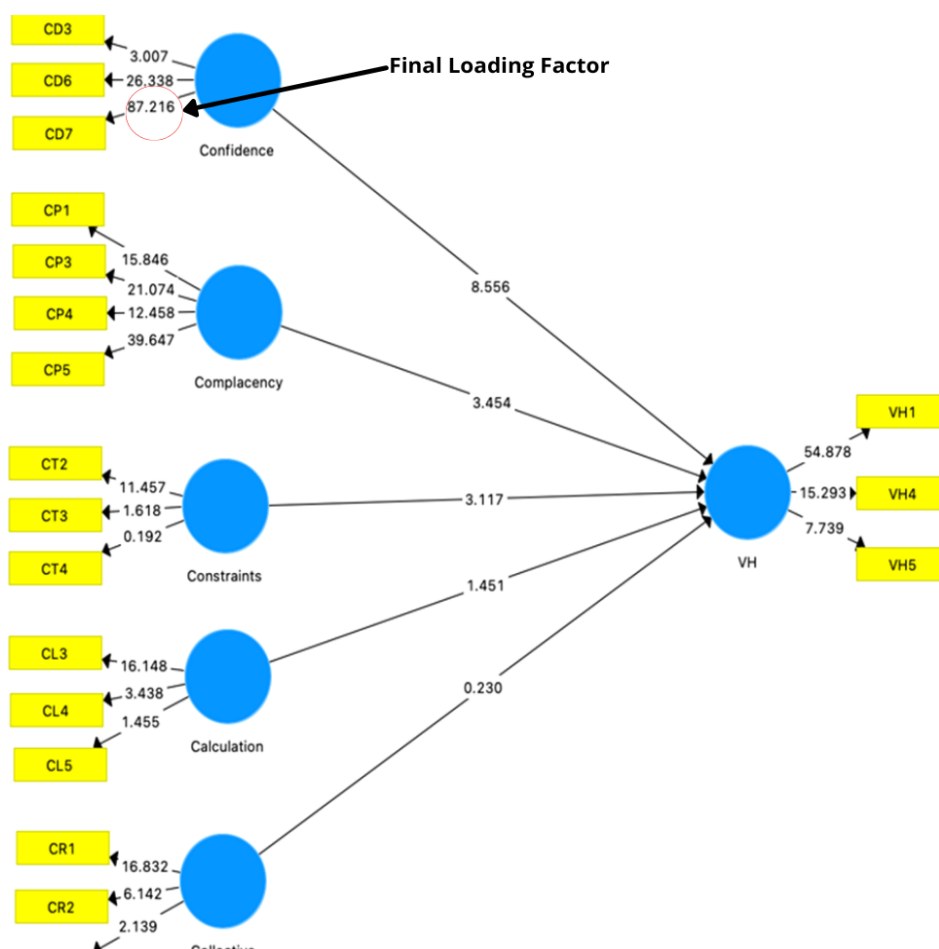 CD3
3.007
Final Loading Factor
CD6
26.338
87.216
CD7
Confidence
CP1
15.846
CP3
21.074
8.556
CP4
12.458
39.647
CP5
Complacency
3.454
VH1
54.878
CT2
11.457
3.117
15.293
VH4
CT3
1.618
0.192
7.739
CT4
Constraints
VH
VH5
1.451
CL3
16.148
3.438
0.230
CL4
1.455
CL5
Calculation
CR1
16.832
6.142
CR2
2.139